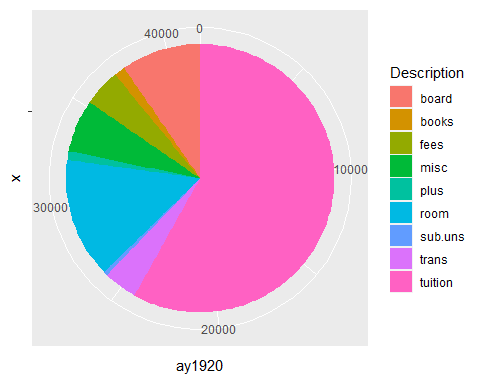 0
40000
10000
30000
20000
x
ay1920
Description
board
books
fees
misc
plus
room
sub.uns
trans
tuition